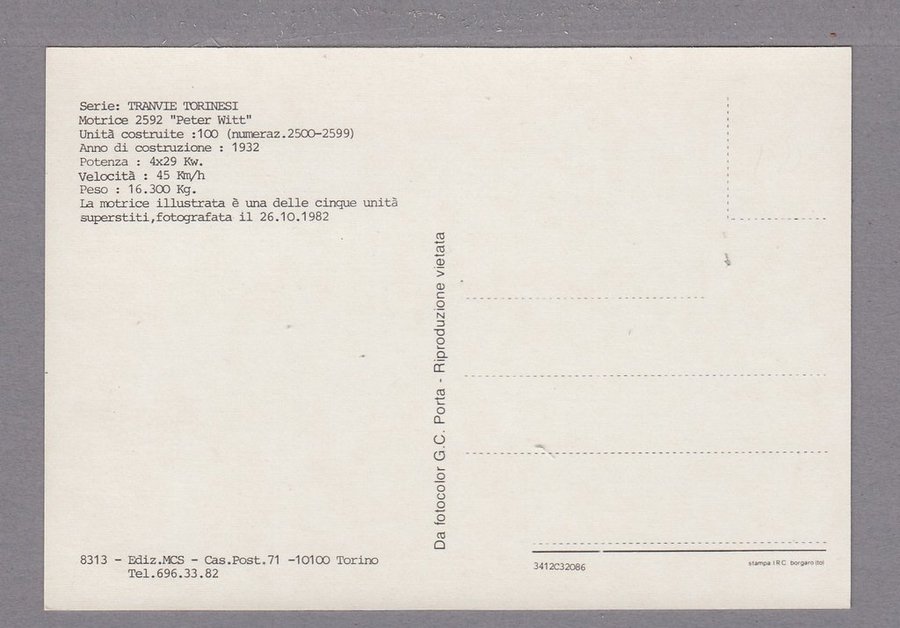 Serie: TRANVIE TORINESI
Motrice 2592 "Peter Witt"
Unità costruite :100 (numeraz.2500-2599)
Anno di costruzione : 1932
Potenza : 4x29 Kw.
Velocità : 45 Km/h
Peso : 16.300 Kg.
La motrice illustrata è una delle cinque unità
superstiti,fotografata il 26.10.1982
Da fotocolor G.C. Porta - Riproduzione vietata
8313 - Ediz.MCS - Cas.Post.71 -10100 Torino
Tel.696.33.82
3412C32086
stampa I R C borgaro (to)